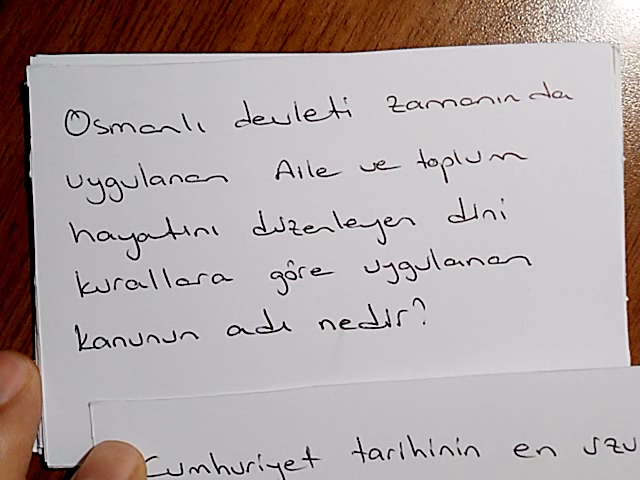 Osmanlı devleti zamanında
uygulanan Aile ve toplum
hayatını düzenleyen dini
kurallara göre uygulanan
kanunun adı nedir?
Cumhuriyet tarihinin en uzu